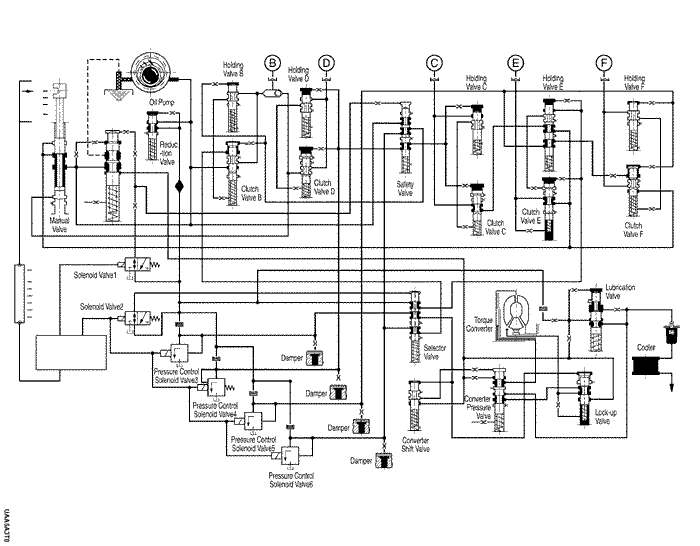 Holding
Valve B
B
Holding
Valve D
D
C
Holding
Valve C
E
Holding
Valve E
F
Holding
Valve F
Oil Pump
Reduc
-tion
Valve
Clutch
Valve B
Clutch
Valve D
Safety
Valve
Clutch
Valve C
Clutch
Valve E
Clutch
Valve F
Manual
Valve
Solenoid Valve1
Solenoid Valve2
Pressure Control
Solenoid Valve2
Pressure Control
Solenoid Valve4
Pressure Control
Solenoid Valve5
Pressure Control
Solenoid Valve6
Damper
Damper
Damper
Damper
Selector
Valve
Converter
Shift Valve
Torque
Converter
Converter
Pressure
Valve
Lubrication
Valve
Lock-up
Valve
Cooler